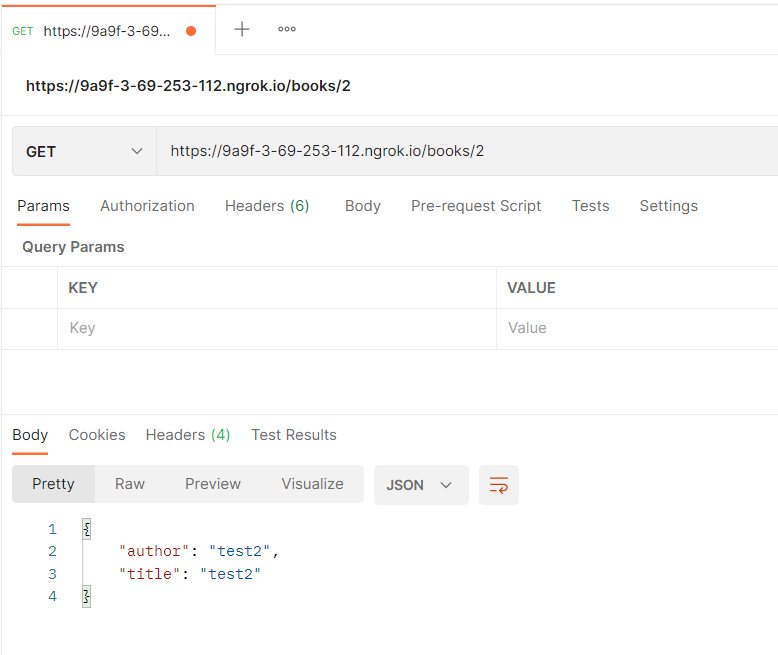 GET https://9a9f-3-69...
https://9a9f-3-69-253-112.ngrok.io/books/2
GET https://9a9f-3-69-253-112.ngrok.io/books/2
Params Authorization Headers (6) Body Pre-request Script Tests Settings
Query Params
KEY VALUE
Key Value
Body Cookies Headers (4) Test Results
Pretty Raw Preview Visualize JSON
1 {
2 "author": "test2",
3 "title": "test2"
4 }